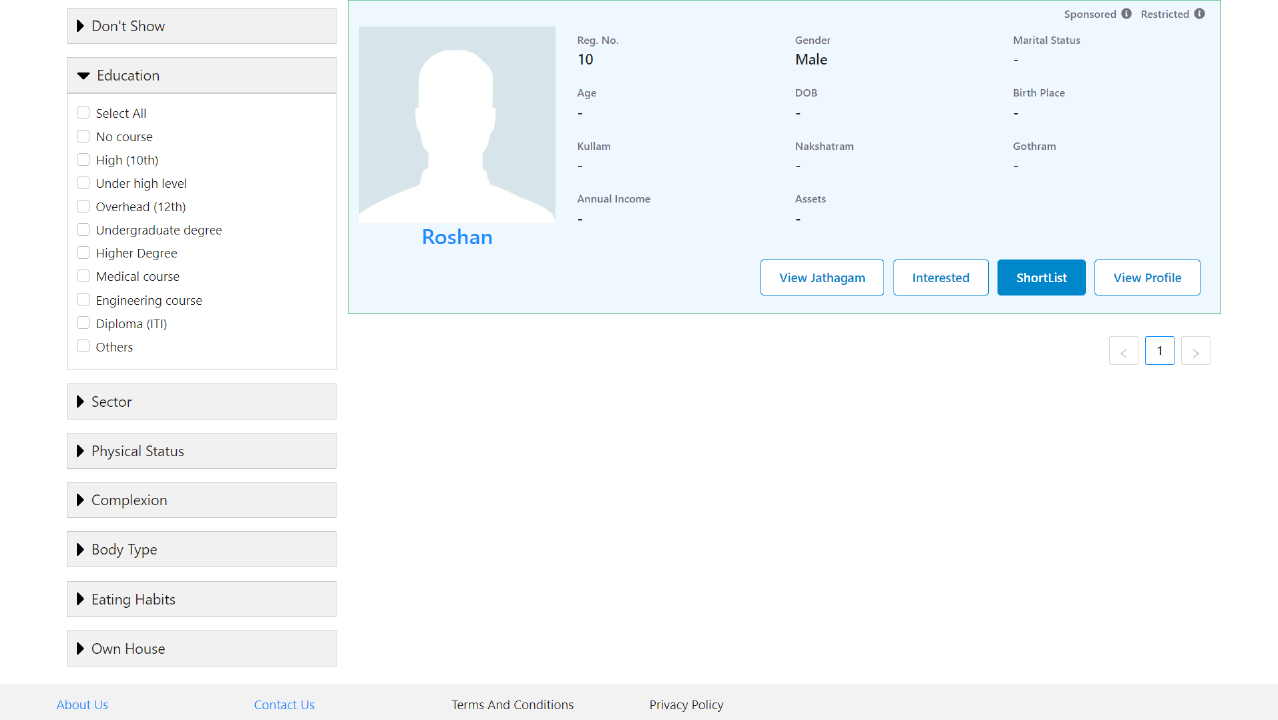 Don't Show
Education
Select All
No course
High (10th)
Under high level
Overhead (12th)
Undergraduate degree
Higher Degree
Medical course
Engineering course
Diploma (ITI)
Others
Sector
Physical Status
Complexion
Body Type
Eating Habits
Own House
Sponsored Restricted
Reg. No. Gender Marital Status
10 Male -
Age DOB Birth Place
- - -
Kullam Nakshatram Gothram
- - -
Annual Income Assets
- -
Roshan
View Jathagam Interested ShortList View Profile
< 1 >
About Us Contact Us Terms And Conditions Privacy Policy